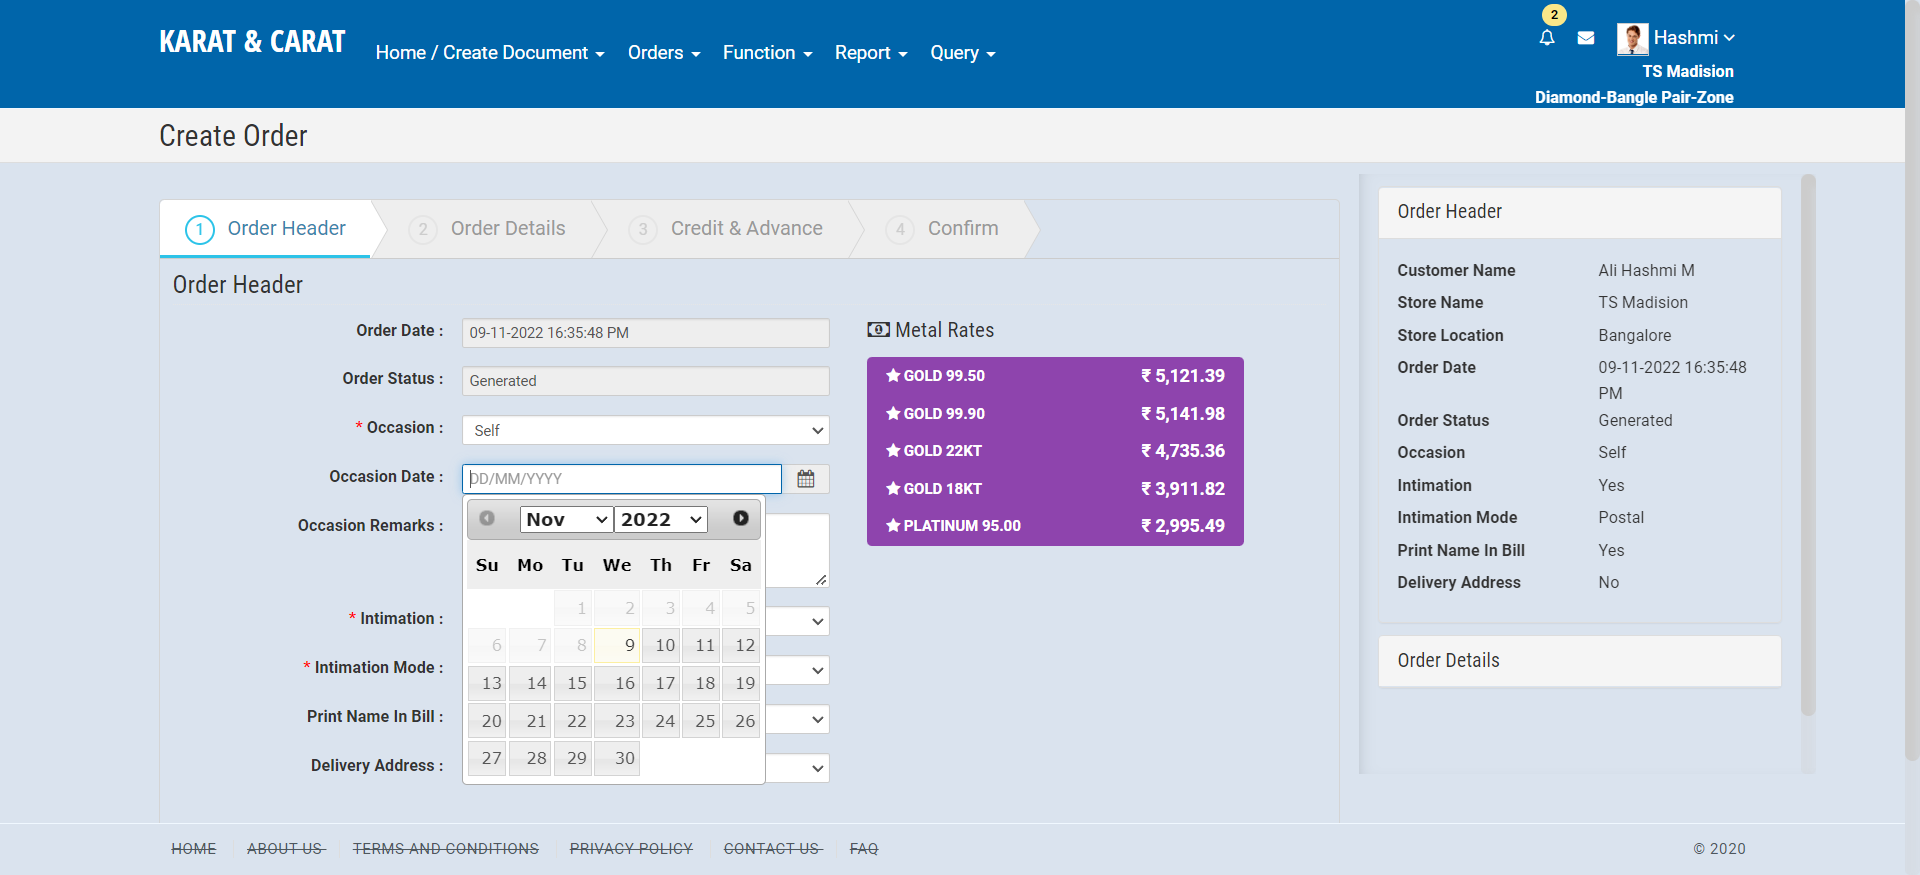 KARAT & CARAT
Home / Create Document Orders Function Report Query
2
Hashmi
TS Madision
Diamond-Bangle Pair-Zone
Create Order
1 Order Header 2 Order Details 3 Credit & Advance 4 Confirm
Order Header
Order Date : 09-11-2022 16:35:48 PM
Order Status : Generated
* Occasion : Self
Occasion Date : DD/MM/YYYY
Nov 2022
Su Mo Tu We Th Fr Sa
1 2 3 4 5
6 7 8 9 10 11 12
13 14 15 16 17 18 19
20 21 22 23 24 25 26
27 28 29 30
Occasion Remarks :
* Intimation :
* Intimation Mode :
Print Name In Bill :
Delivery Address :
Metal Rates
GOLD 99.50 ₹ 5,121.39
GOLD 99.90 ₹ 5,141.98
GOLD 22KT ₹ 4,735.36
GOLD 18KT ₹ 3,911.82
PLATINUM 95.00 ₹ 2,995.49
Order Header
Customer Name Ali Hashmi M
Store Name TS Madision
Store Location Bangalore
Order Date 09-11-2022 16:35:48
PM
Order Status Generated
Occasion Self
Intimation Yes
Intimation Mode Postal
Print Name In Bill Yes
Delivery Address No
Order Details
HOME ABOUT US TERMS AND CONDITIONS PRIVACY POLICY CONTACT US FAQ
© 2020